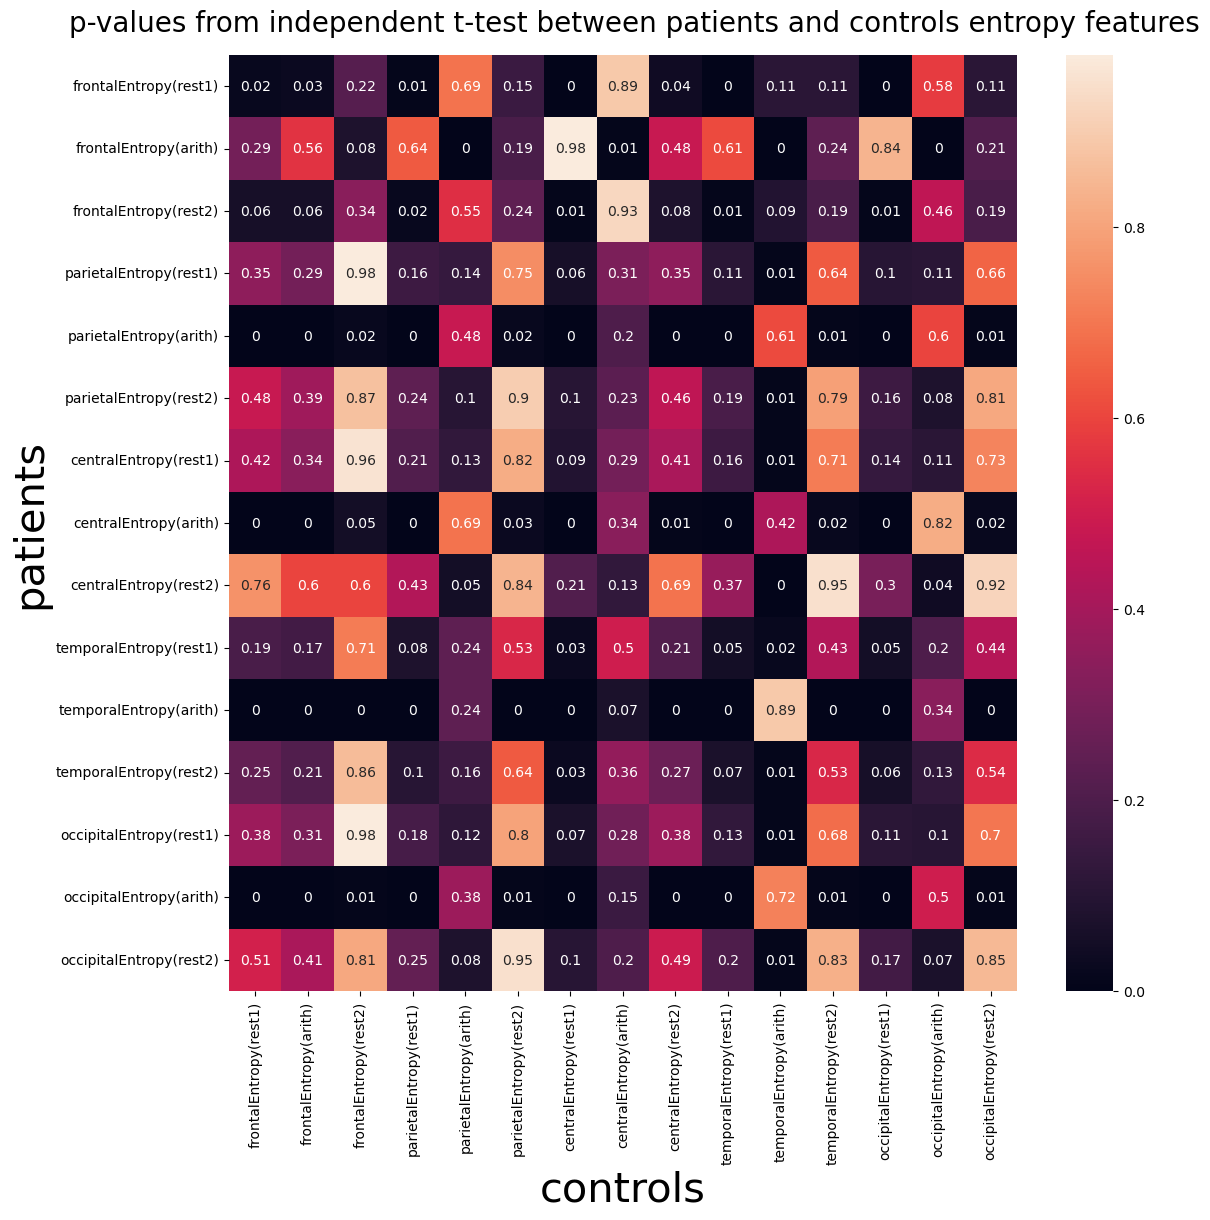 p-values from independent t-test between patients and controls entropy features
frontalEntropy(rest1) 0.02 0.03 0.22 0.01 0.69 0.15 0 0.89 0.04 0 0.11 0.11 0 0.58 0.11
frontalEntropy(arith) 0.29 0.56 0.08 0.64 0 0.19 0.98 0.01 0.48 0.61 0 0.24 0.84 0 0.21
frontalEntropy(rest2) 0.06 0.06 0.34 0.02 0.55 0.24 0.01 0.93 0.08 0.01 0.09 0.19 0.01 0.46 0.19
parietalEntropy(rest1) 0.35 0.29 0.98 0.16 0.14 0.75 0.06 0.31 0.35 0.11 0.01 0.64 0.1 0.11 0.66
parietalEntropy(arith) 0 0 0.02 0 0.48 0.02 0 0.2 0 0 0.61 0.01 0 0.6 0.01
parietalEntropy(rest2) 0.48 0.39 0.87 0.24 0.1 0.9 0.1 0.23 0.46 0.19 0.01 0.79 0.16 0.08 0.81
centralEntropy(rest1) 0.42 0.34 0.96 0.21 0.13 0.82 0.09 0.29 0.41 0.16 0.01 0.71 0.14 0.11 0.73
centralEntropy(arith) 0 0 0.05 0 0.69 0.03 0 0.34 0.01 0 0.42 0.02 0 0.82 0.02
centralEntropy(rest2) 0.76 0.6 0.6 0.43 0.05 0.84 0.21 0.13 0.69 0.37 0 0.95 0.3 0.04 0.92
temporalEntropy(rest1) 0.19 0.17 0.71 0.08 0.24 0.53 0.03 0.5 0.21 0.05 0.02 0.43 0.05 0.2 0.44
temporalEntropy(arith) 0 0 0 0 0.24 0 0 0.07 0 0 0.89 0 0 0.34 0
temporalEntropy(rest2) 0.25 0.21 0.86 0.1 0.16 0.64 0.03 0.36 0.27 0.07 0.01 0.53 0.06 0.13 0.54
occipitalEntropy(rest1) 0.38 0.31 0.98 0.18 0.12 0.8 0.07 0.28 0.38 0.13 0.01 0.68 0.11 0.1 0.7
occipitalEntropy(arith) 0 0 0.01 0 0.38 0.01 0 0.15 0 0 0.72 0.01 0 0.5 0.01
occipitalEntropy(rest2) 0.51 0.41 0.81 0.25 0.08 0.95 0.1 0.2 0.49 0.2 0.01 0.83 0.17 0.07 0.85
patients
frontalEntropy(rest1)
frontalEntropy(arith)
frontalEntropy(rest2)
parietalEntropy(rest1)
parietalEntropy(arith)
parietalEntropy(rest2)
centralEntropy(rest1)
centralEntropy(arith)
centralEntropy(rest2)
temporalEntropy(rest1)
temporalEntropy(arith)
temporalEntropy(rest2)
occipitalEntropy(rest1)
occipitalEntropy(arith)
occipitalEntropy(rest2)
controls
0.8
0.6
0.4
0.2
0.0